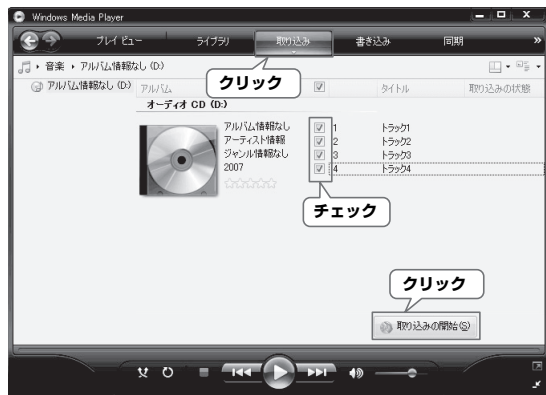 Windows Media Player
プレイ ビュー ライブラリ 取り込み 書き込み 同期 »
音楽 ▸ アルバム情報なし (D:)
クリック
アルバム情報なし (D:) アルバム タイトル 取り込みの状態
オーディオ CD (D:)
アルバム情報なし 1 トラック1
アーティスト情報 2 トラック2
ジャンル情報なし 3 トラック3
2007 4 トラック4
チェック
クリック
取り込みの開始(S)